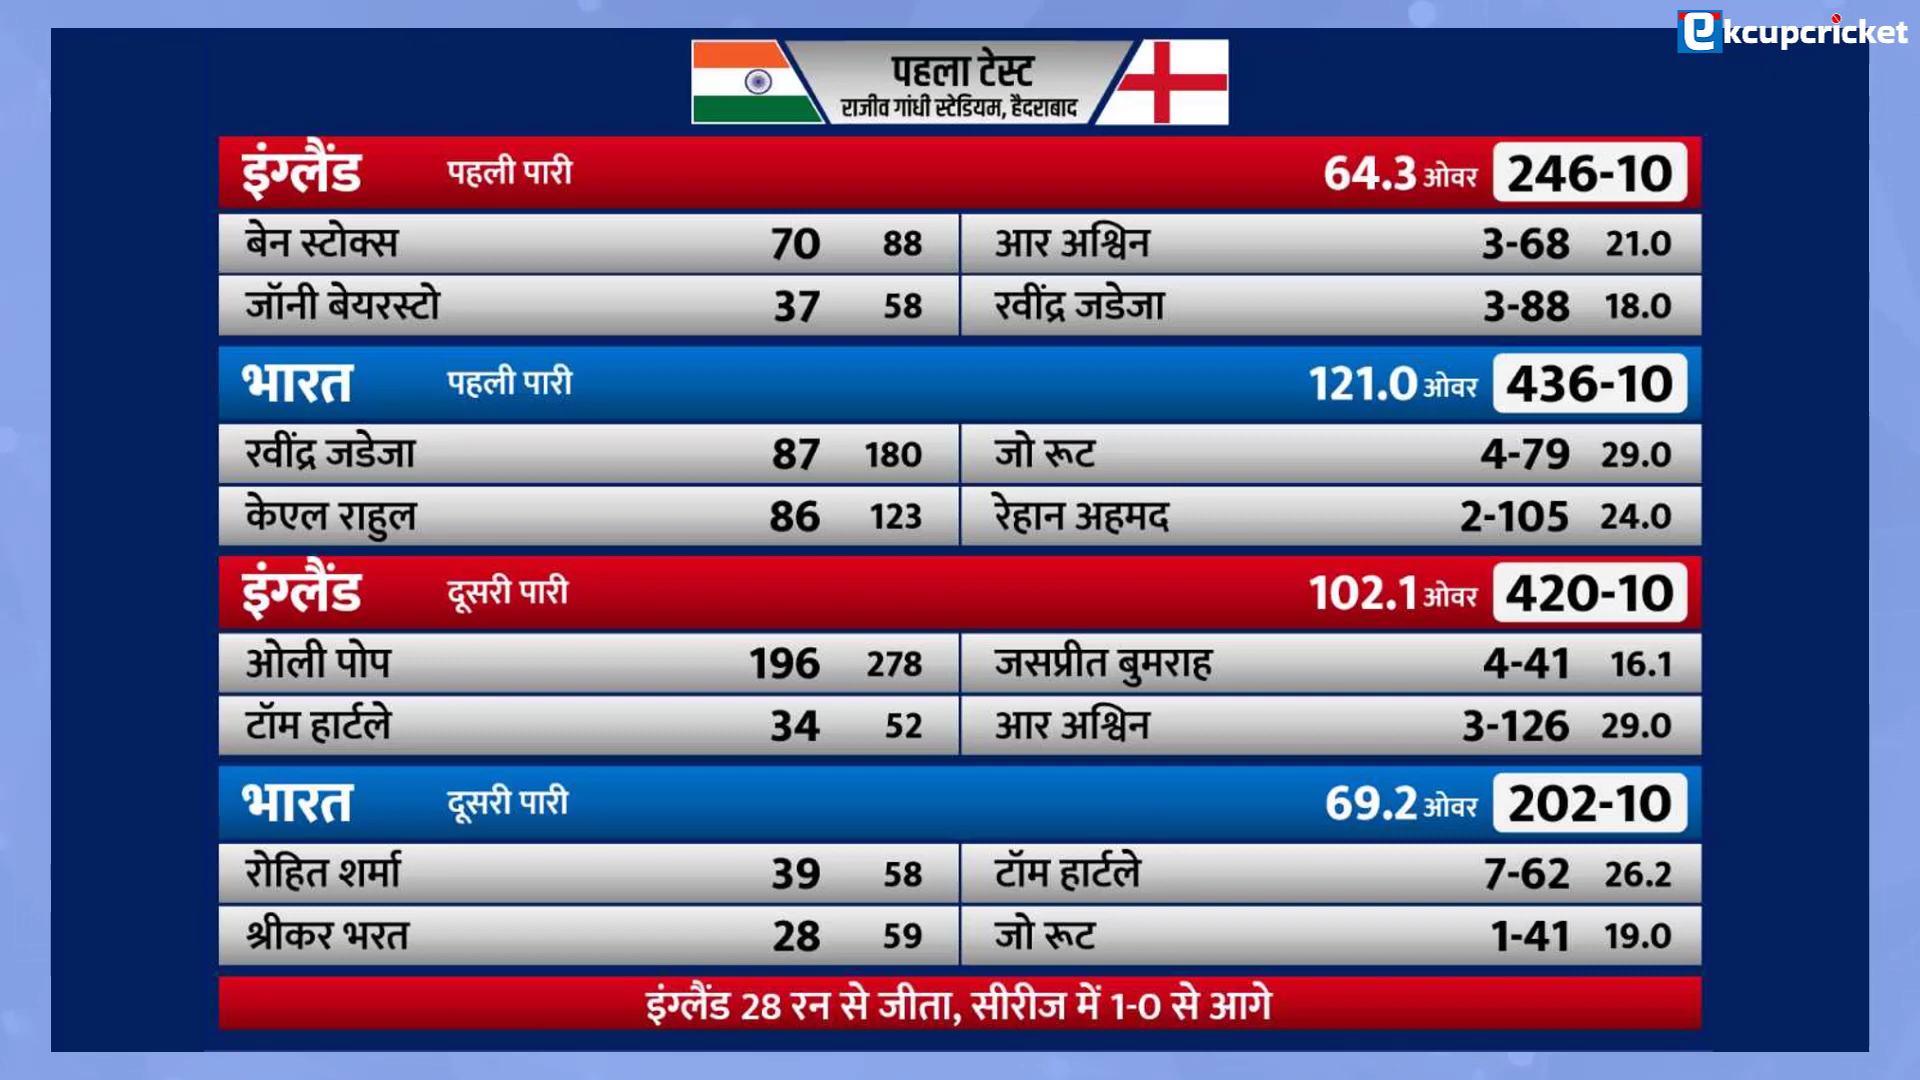 ekcupcricket
पहला टेस्ट
राजीव गांधी स्टेडियम, हैदराबाद
इंग्लैंड पहली पारी 64.3 ओवर 246-10
बेन स्टोक्स 70 88 आर अश्विन 3-68 21.0
जॉनी बेयरस्टो 37 58 रवींद्र जडेजा 3-88 18.0
भारत पहली पारी 121.0 ओवर 436-10
रवींद्र जडेजा 87 180 जो रूट 4-79 29.0
केएल राहुल 86 123 रेहान अहमद 2-105 24.0
इंग्लैंड दूसरी पारी 102.1 ओवर 420-10
ओली पोप 196 278 जसप्रीत बुमराह 4-41 16.1
टॉम हार्टले 34 52 आर अश्विन 3-126 29.0
भारत दूसरी पारी 69.2 ओवर 202-10
रोहित शर्मा 39 58 टॉम हार्टले 7-62 26.2
श्रीकर भरत 28 59 जो रूट 1-41 19.0
इंग्लैंड 28 रन से जीता, सीरीज में 1-0 से आगे